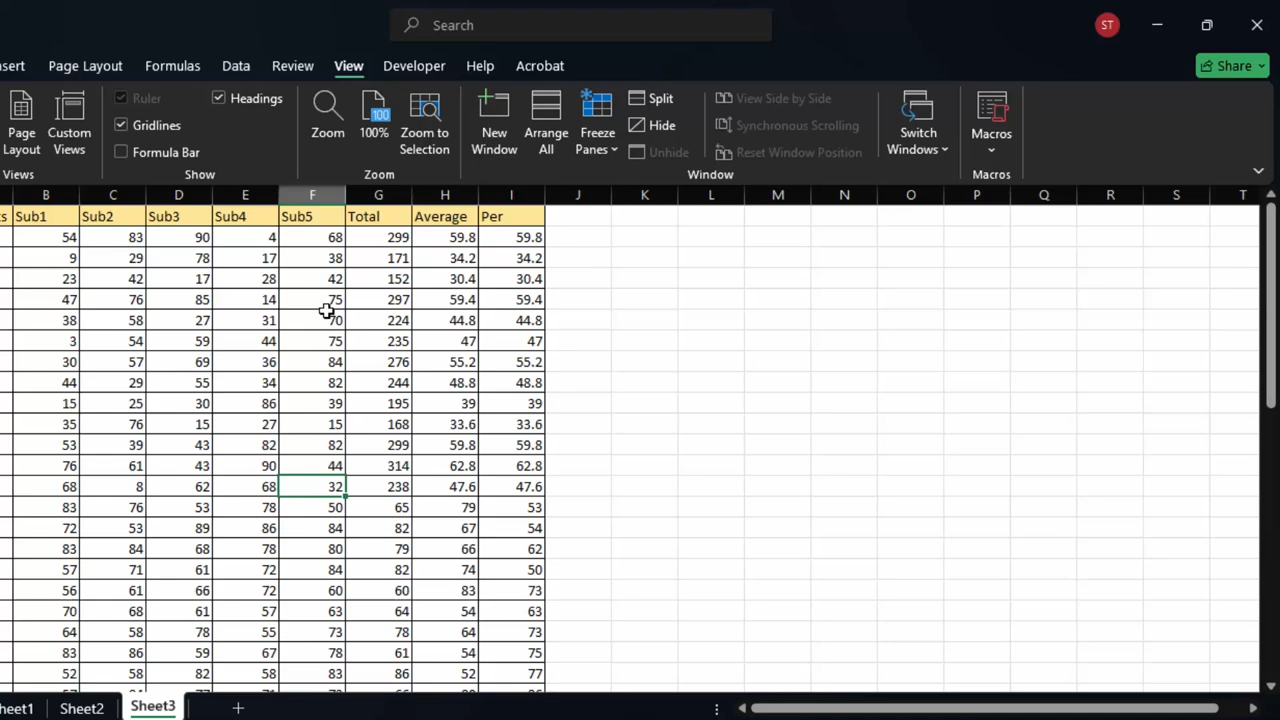 Search
ST
nsert Page Layout Formulas Data Review View Developer Help Acrobat Share
Page Layout
Custom Views
Ruler
Headings
Gridlines
Formula Bar
Zoom
100
100%
Zoom to Selection
New Window
Arrange All
Freeze Panes
Split
Hide
Unhide
View Side by Side
Synchronous Scrolling
Reset Window Position
Switch Windows
Macros
Views Show Zoom Window Macros
B C D E F G H I J K L M N O P Q R S T
ts Sub1 Sub2 Sub3 Sub4 Sub5 Total Average Per
54 83 90 4 68 299 59.8 59.8
9 29 78 17 38 171 34.2 34.2
23 42 17 28 42 152 30.4 30.4
47 76 85 14 75 297 59.4 59.4
38 58 27 31 70 224 44.8 44.8
3 54 59 44 75 235 47 47
30 57 69 36 84 276 55.2 55.2
44 29 55 34 82 244 48.8 48.8
15 25 30 86 39 195 39 39
35 76 15 27 15 168 33.6 33.6
53 39 43 82 82 299 59.8 59.8
76 61 43 90 44 314 62.8 62.8
68 8 62 68 32 238 47.6 47.6
83 76 53 78 50 65 79 53
72 53 89 86 84 82 67 54
83 84 68 78 80 79 66 62
57 71 61 72 84 82 74 50
56 61 66 72 60 60 83 73
70 68 61 57 63 64 54 63
64 58 78 55 73 78 64 73
83 86 59 67 78 61 54 75
52 58 82 58 83 86 52 77
heet1 Sheet2 Sheet3